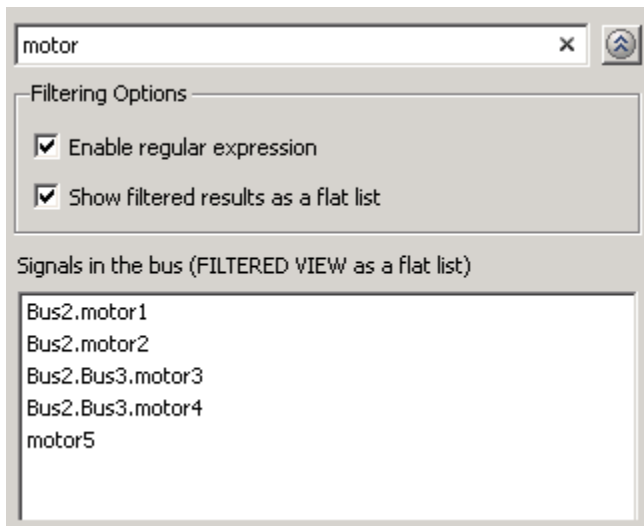 motor
Filtering Options
Enable regular expression
Show filtered results as a flat list
Signals in the bus (FILTERED VIEW as a flat list)
Bus2.motor1
Bus2.motor2
Bus2.Bus3.motor3
Bus2.Bus3.motor4
motor5